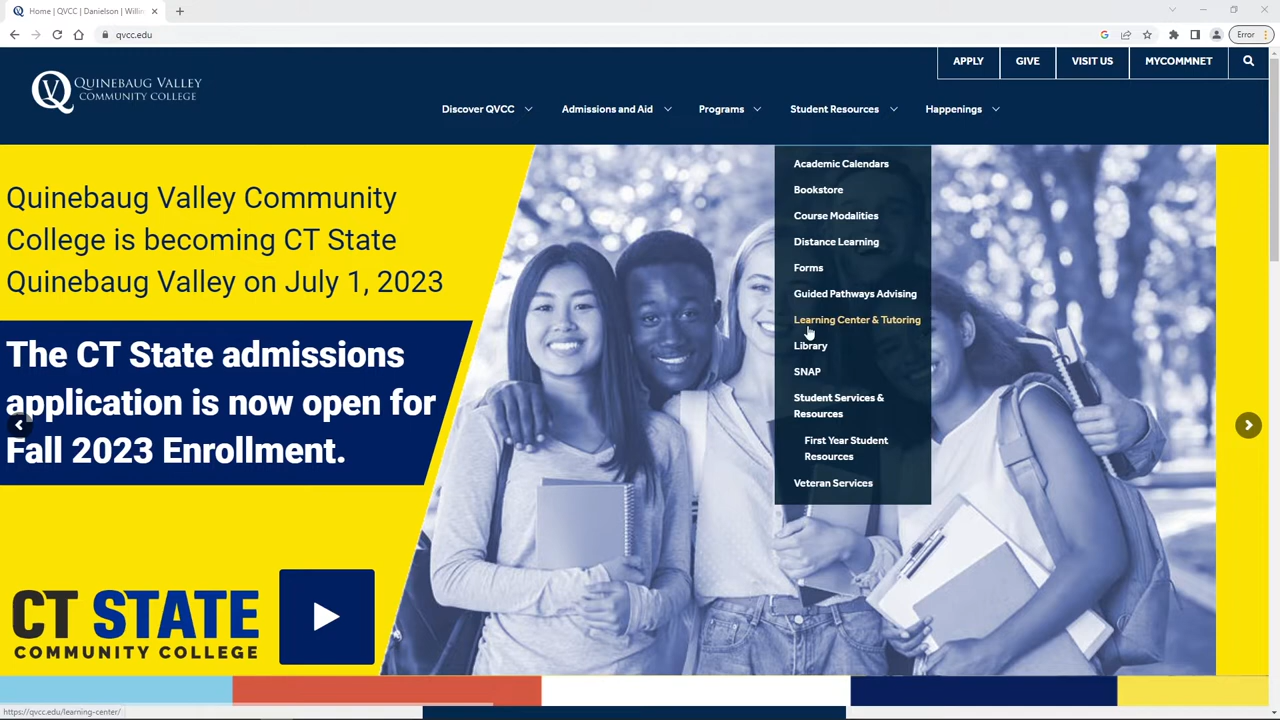 Home | QVCC | Danielson | Willin
qvcc.edu
Error
QUINEBAUG VALLEY
COMMUNITY COLLEGE
APPLY
GIVE
VISIT US
MYCOMMNET
Discover QVCC
Admissions and Aid
Programs
Student Resources
Happenings
Academic Calendars
Bookstore
Course Modalities
Distance Learning
Forms
Guided Pathways Advising
Learning Center & Tutoring
Library
SNAP
Student Services &
Resources
First Year Student
Resources
Veteran Services
Quinebaug Valley Community
College is becoming CT State
Quinebaug Valley on July 1, 2023
The CT State admissions
application is now open for
Fall 2023 Enrollment.
CT STATE
COMMUNITY COLLEGE
https://qvcc.edu/learning-center/